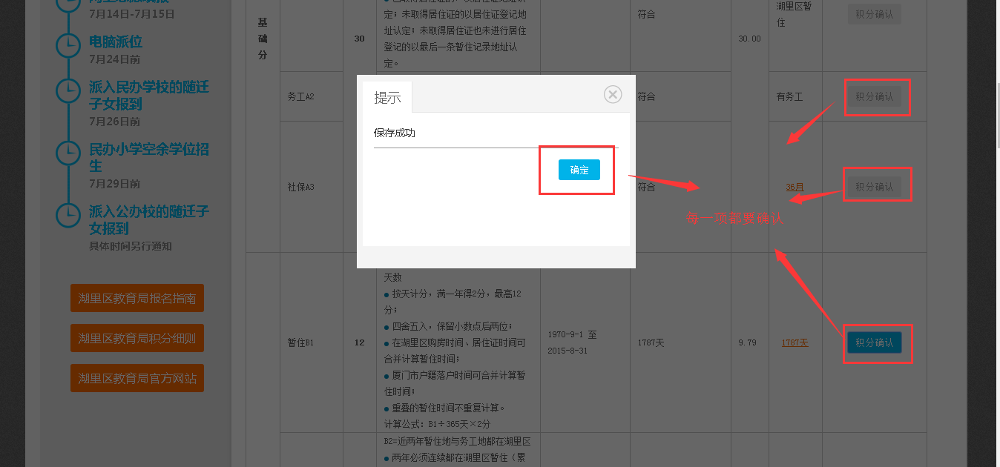 7月14日-7月15日
电脑派位
7月24日前
派入民办学校的随迁
子女报到
7月26日前
民办小学空余学位招
生
7月29日前
派入公办校的随迁子
女报到
具体时间另行通知
湖里区教育局报名指南
湖里区教育局积分细则
湖里区教育局官方网站
基
础
分
30
定；未取得居住证的以居住证登记地
址认定；未取得居住证也未进行居住
登记的以最后一条暂住记录地址认
定。
符合
30.00
湖里区暂
住
积分确认
务工A2
符合
有务工
积分确认
社保A3
符合
36月
积分确认
提示
保存成功
确定
每一项都要确认
暂住B1
12
天数
● 按天计分，满一年得2分，最高12
分；
● 四舍五入，保留小数点后两位；
● 在湖里区购房时间、居住证时间可
合并计算暂住时间；
● 厦门市户籍落户时间可合并计算暂
住时间；
● 重叠的暂住时间不重复计算。
计算公式：B1÷365天×2分
1970-9-1 至
2015-8-31
1787天
9.79
1787天
积分确认
B2=近两年暂住地与务工地都在湖里区
● 两年必须连续都在湖里区暂住（累